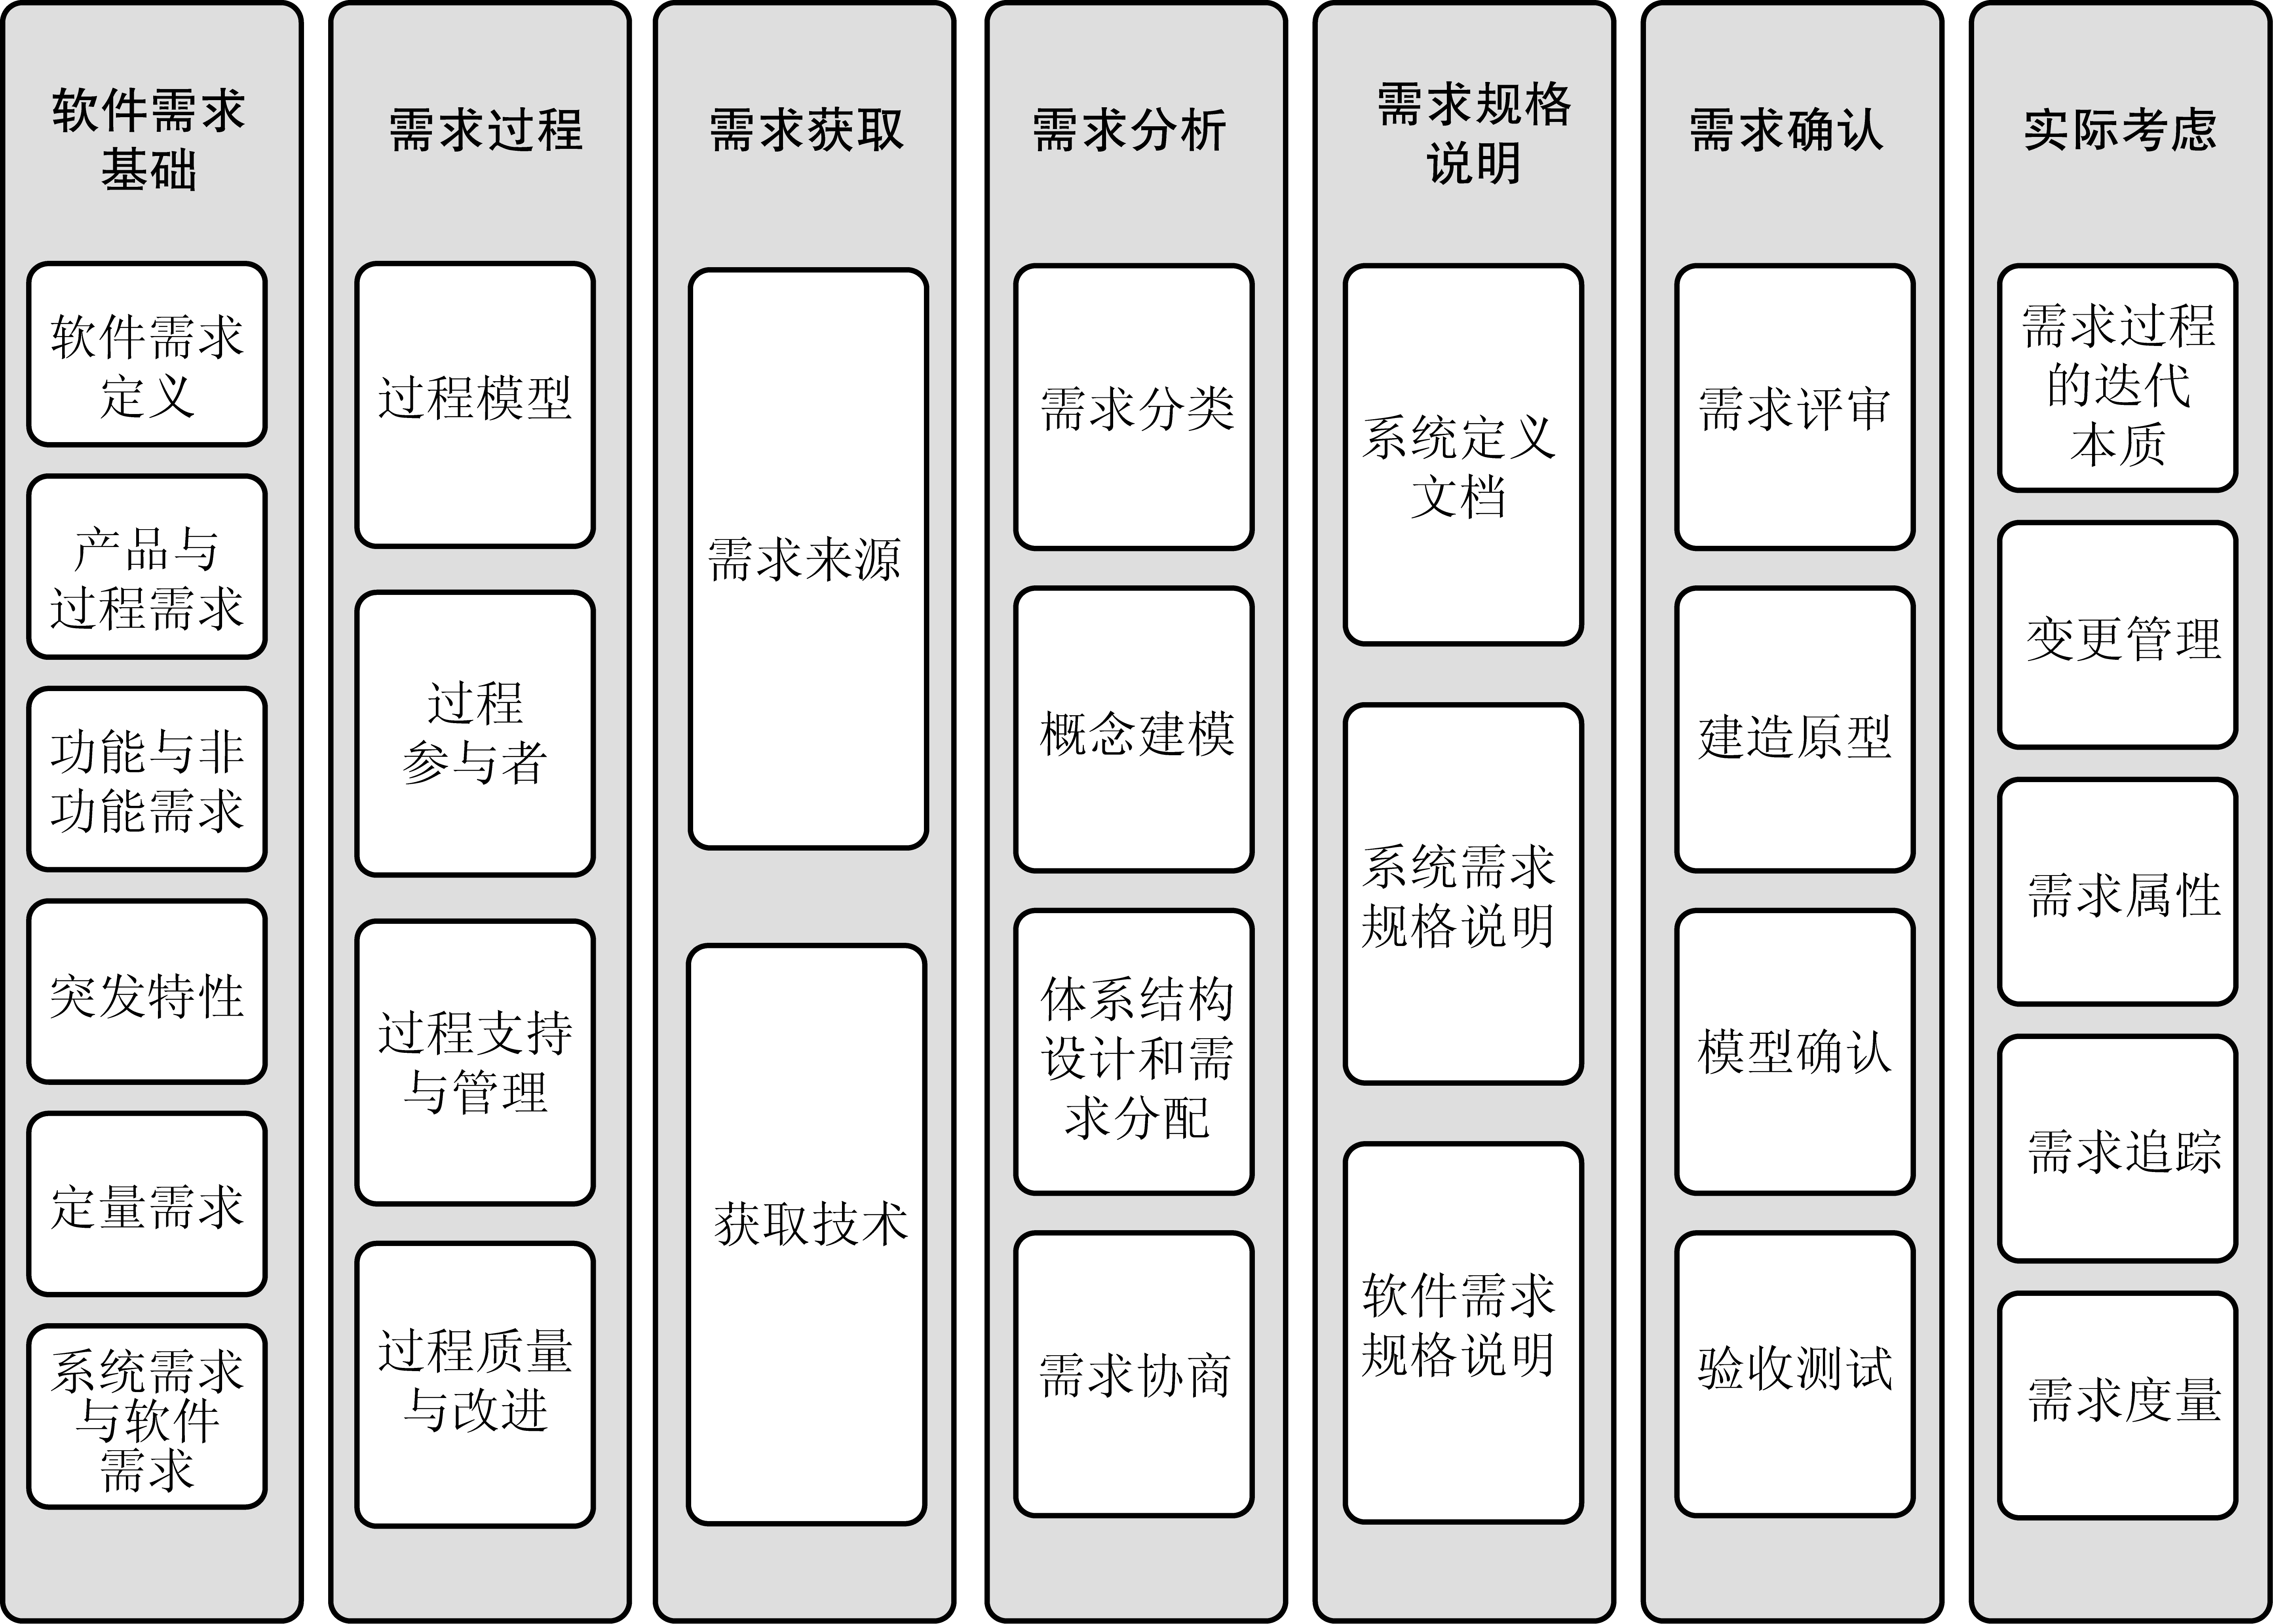 软件需求
基础
软件需求
定义
产品与
过程需求
功能与非
功能需求
突发特性
定量需求
系统需求
与软件
需求
需求过程
过程模型
过程
参与者
过程支持
与管理
过程质量
与改进
需求获取
需求来源
获取技术
需求分析
需求分类
概念建模
体系结构
设计和需
求分配
需求协商
需求规格
说明
系统定义
文档
系统需求
规格说明
软件需求
规格说明
需求确认
需求评审
建造原型
模型确认
验收测试
实际考虑
需求过程
的迭代
本质
变更管理
需求属性
需求追踪
需求度量